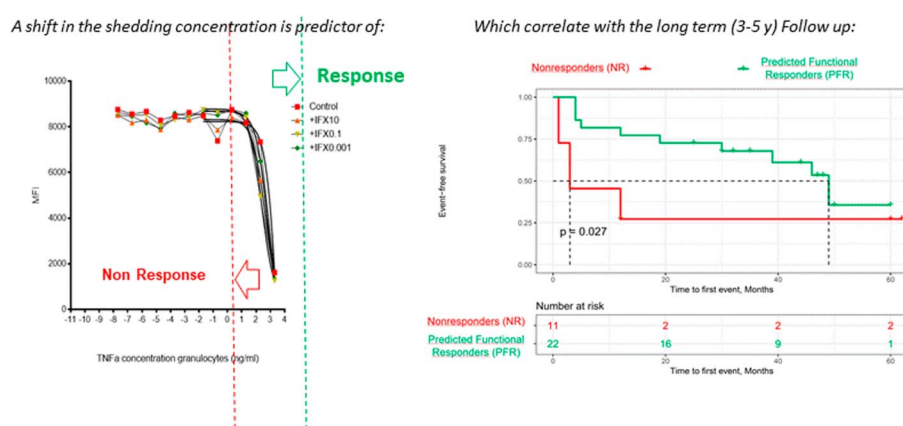 A shift in the shedding concentration is predictor of:
Which correlate with the long term (3-5 y) Follow up:
Response
Control
+IFX10
+IFX0.1
+IFX0.001
10000
8000
6000
4000
2000
0
MFI
Non Response
-11 -10 -9 -8 -7 -6 -5 -4 -3 -2 -1 0 1 2 3 4
TNFa concentration granulocytes (ng/ml)
Nonresponders (NR)
Predicted Functional
Responders (PFR)
1.00
0.75
0.50
0.25
0.00
Event-free survival
p = 0.027
0 20 40 60
Time to first event, Months
Number at risk
Nonresponders (NR) 11 2 2 2
Predicted Functional
Responders (PFR) 22 16 9 1
0 20 40 60
Time to first event, Months